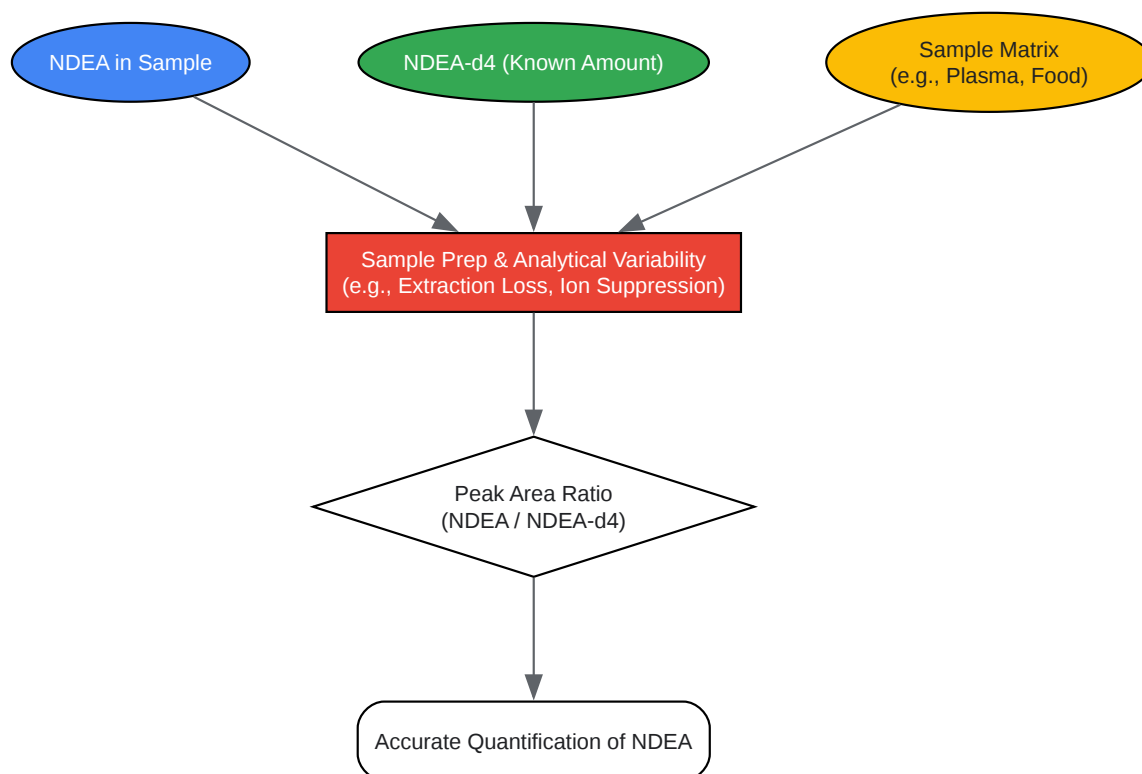 NDEA in Sample
NDEA-d4 (Known Amount)
Sample Matrix
(e.g., Plasma, Food)
Sample Prep & Analytical Variability
(e.g., Extraction Loss, Ion Suppression)
Peak Area Ratio
(NDEA / NDEA-d4)
Accurate Quantification of NDEA